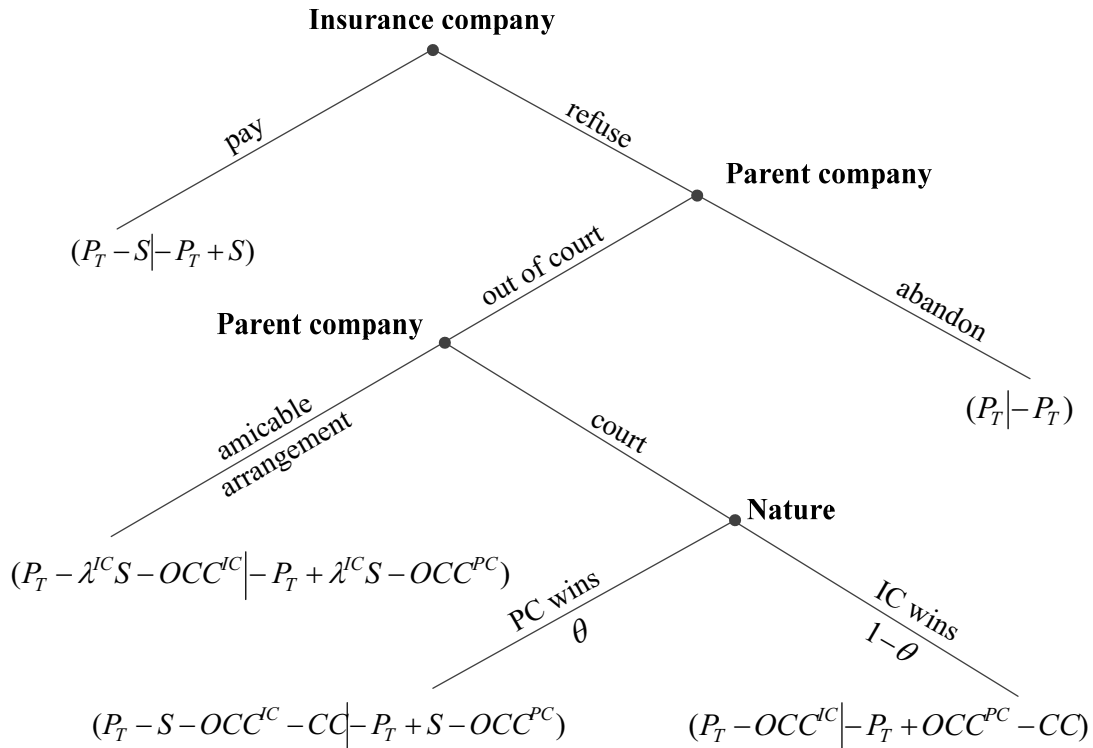 Insurance company
pay
refuse
Parent company
(P_T − S|−P_T + S)
out of court
abandon
Parent company
(P_T|−P_T)
amicable
arrangement
court
Nature
(P_T − λ^{IC}S − OCC^{IC}|−P_T + λ^{IC}S − OCC^{PC})
PC wins
θ
IC wins
1−θ
(P_T − S − OCC^{IC} − CC|−P_T + S − OCC^{PC})
(P_T − OCC^{IC}|−P_T + OCC^{PC} − CC)